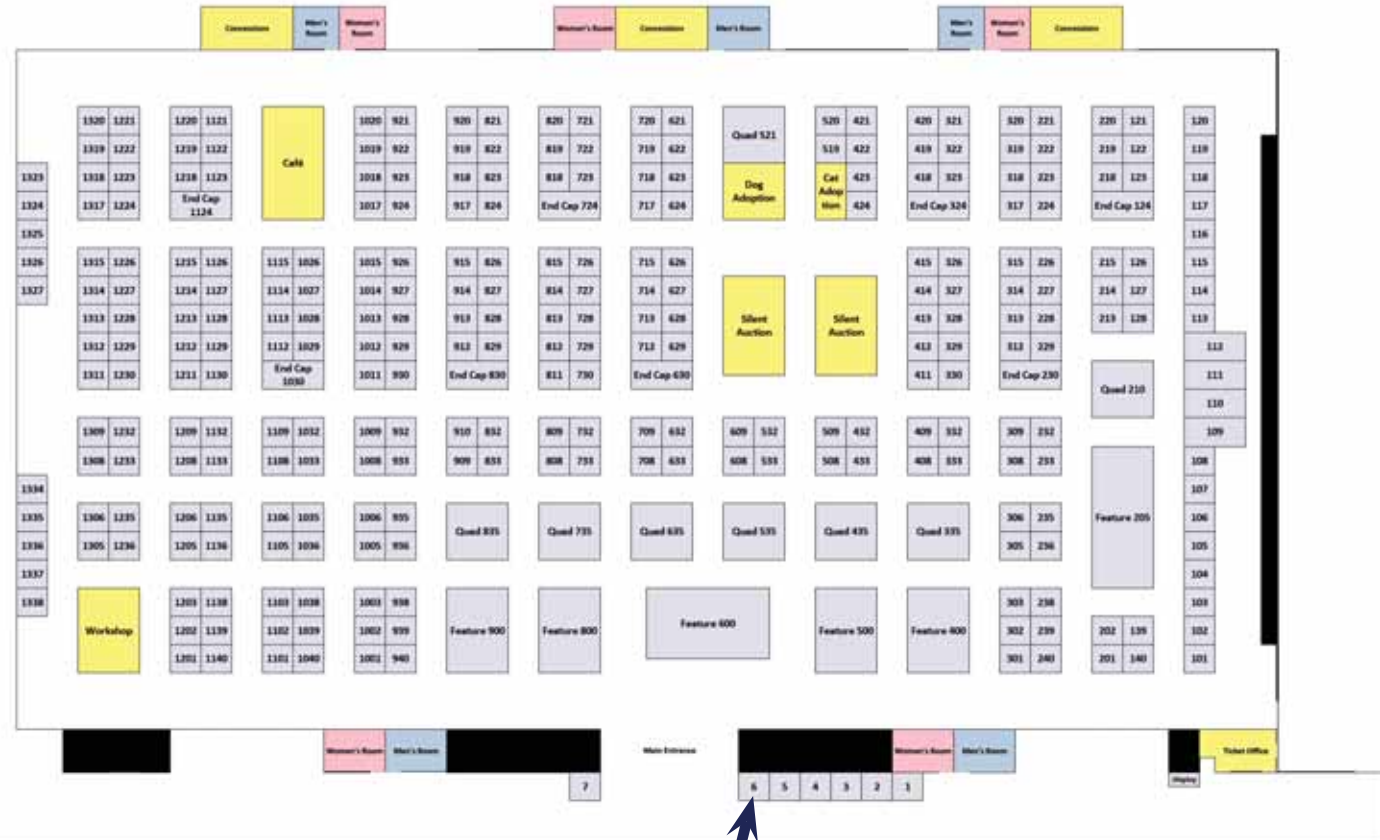 Concessions Men's Room Women's Room Women's Room Concessions Men's Room Men's Room Women's Room Concessions
1320 1221 1220 1121 1020 921 920 821 820 721 720 621 520 421 420 321 320 221 220 121 120
Quad 521
1319 1222 1219 1122 1019 922 919 822 819 722 719 622 519 422 419 322 319 222 219 122 119
Café
1323 1318 1223 1218 1123 1018 923 918 823 818 723 718 623 Dog Adoption Cat Adoption 423 418 323 318 223 218 123 118
1324 1317 1224 End Cap 1124 1017 924 917 824 End Cap 724 717 624 424 End Cap 324 317 224 End Cap 124 117
1325 116
1326 1315 1226 1215 1126 1115 1026 1015 926 915 826 815 726 715 626 415 326 315 226 215 126 115
1327 1314 1227 1214 1127 1114 1027 1014 927 914 827 814 727 714 627 414 327 314 227 214 127 114
1313 1228 1213 1128 1113 1028 1013 928 913 828 813 728 713 628 Silent Auction Silent Auction 413 328 313 228 213 128 113
1312 1229 1212 1129 1112 1029 1012 929 912 829 812 729 712 629 412 329 312 229 112
1311 1230 1211 1130 End Cap 1030 1011 930 End Cap 830 811 730 End Cap 630 411 330 End Cap 230 111
Quad 210
110
1309 1232 1209 1132 1109 1032 1009 932 910 832 809 732 709 632 609 532 509 432 409 332 309 232 109
1308 1233 1208 1133 1108 1033 1008 933 909 833 808 733 708 633 608 533 508 433 408 333 308 233 108
1334 107
1335 1306 1235 1206 1135 1106 1035 1006 935 306 235 Feature 205 106
Quad 835 Quad 735 Quad 635 Quad 535 Quad 435 Quad 335
1336 1305 1236 1205 1136 1105 1036 1005 936 305 236 105
1337 104
1338 1203 1138 1103 1038 1003 938 303 238 103
Feature 600
Workshop 1202 1139 1102 1039 1002 939 Feature 900 Feature 800 Feature 500 Feature 400 302 239 202 139 102
1201 1140 1101 1040 1001 940 301 240 201 140 101
Women's Room Men's Room Main Entrance Women's Room Men's Room Ticket Office
Display
7 6 5 4 3 2 1